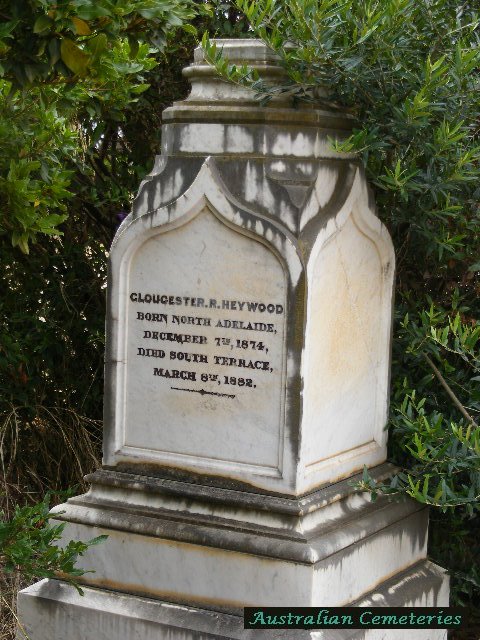 GLOUCESTER.R.HEYWOOD
BORN NORTH ADELAIDE,
DECEMBER 7TH, 1874,
DIED SOUTH TERRACE,
MARCH 8TH, 1882.
Australian Cemeteries